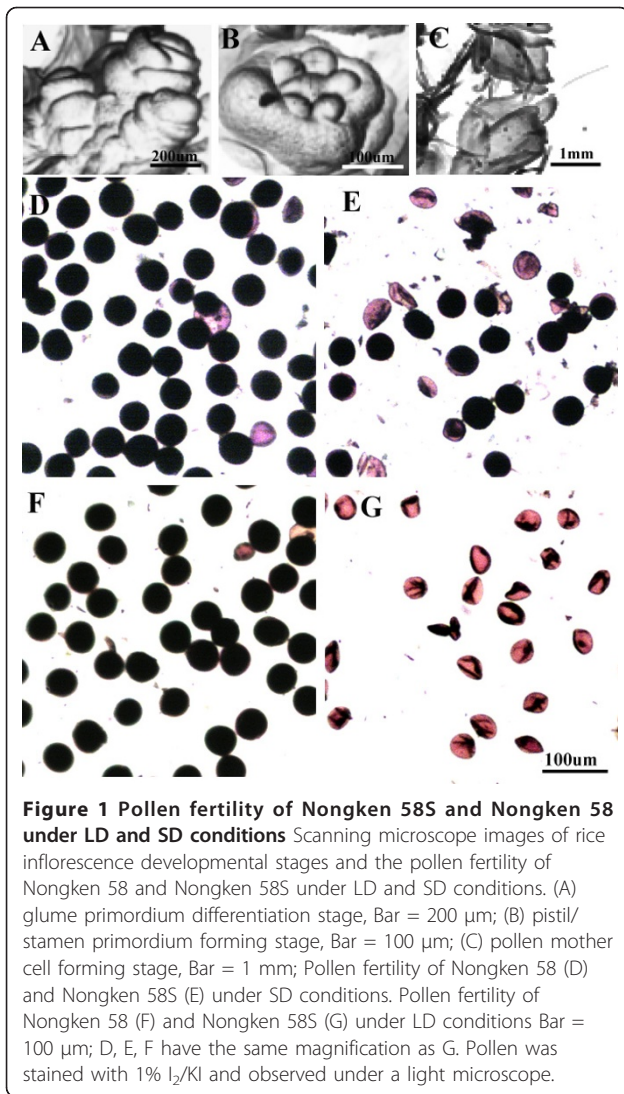 A
B
C
200um
100um
1mm
D
E
F
G
100um
Figure 1 Pollen fertility of Nongken 58S and Nongken 58
under LD and SD conditions Scanning microscope images of rice
inflorescence developmental stages and the pollen fertility of
Nongken 58 and Nongken 58S under LD and SD conditions. (A)
glume primordium differentiation stage, Bar = 200 μm; (B) pistil/
stamen primordium forming stage, Bar = 100 μm; (C) pollen mother
cell forming stage, Bar = 1 mm; Pollen fertility of Nongken 58 (D)
and Nongken 58S (E) under SD conditions. Pollen fertility of
Nongken 58 (F) and Nongken 58S (G) under LD conditions Bar =
100 μm; D, E, F have the same magnification as G. Pollen was
stained with 1% I₂/KI and observed under a light microscope.